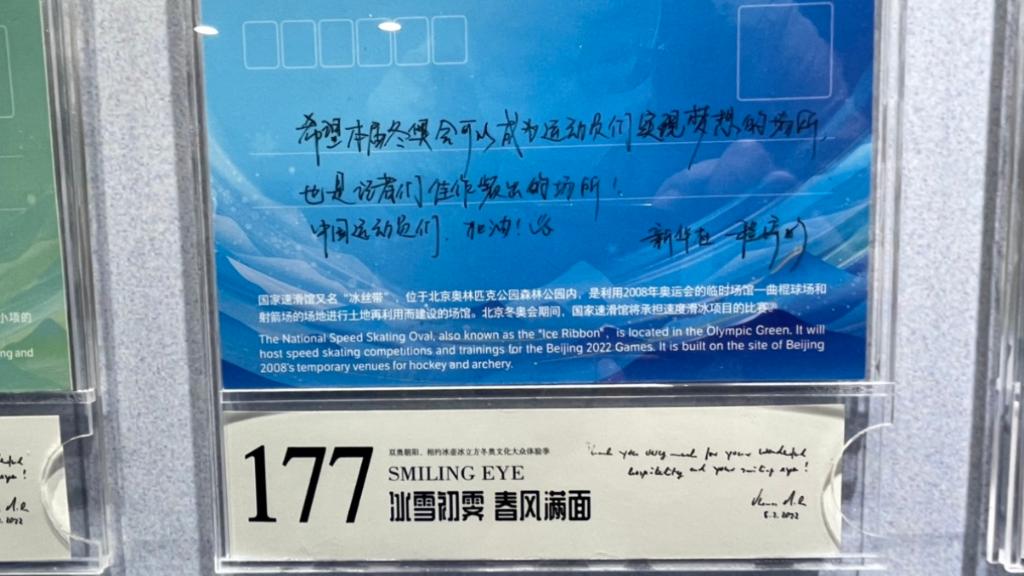 希望本届冬奥会可以成为运动员们实现梦想的场所
也是记者们佳作频出的场所！
中国运动员们，加油！
新华社
国家速滑馆又名“冰丝带”，位于北京奥林匹克公园森林公园内，是利用2008年奥运会的临时场馆—曲棍球场和
射箭场的场地进行土地再利用而建设的场馆。北京冬奥会期间，国家速滑馆将承担速度滑冰项目的比赛。
The National Speed Skating Oval, also known as the "Ice Ribbon", is located in the Olympic Green. It will
host speed skating competitions and trainings for the Beijing 2022 Games. It is built on the site of Beijing
2008's temporary venues for hockey and archery.
小项的
ng and
177
双奥朝阳，相约冰壶冰立方冬奥文化大众体验季
SMILING EYE
冰雪初霁 春风满面
Thank you very much for your wonderful
hospitality and your smiling eyes!
5.2.2022